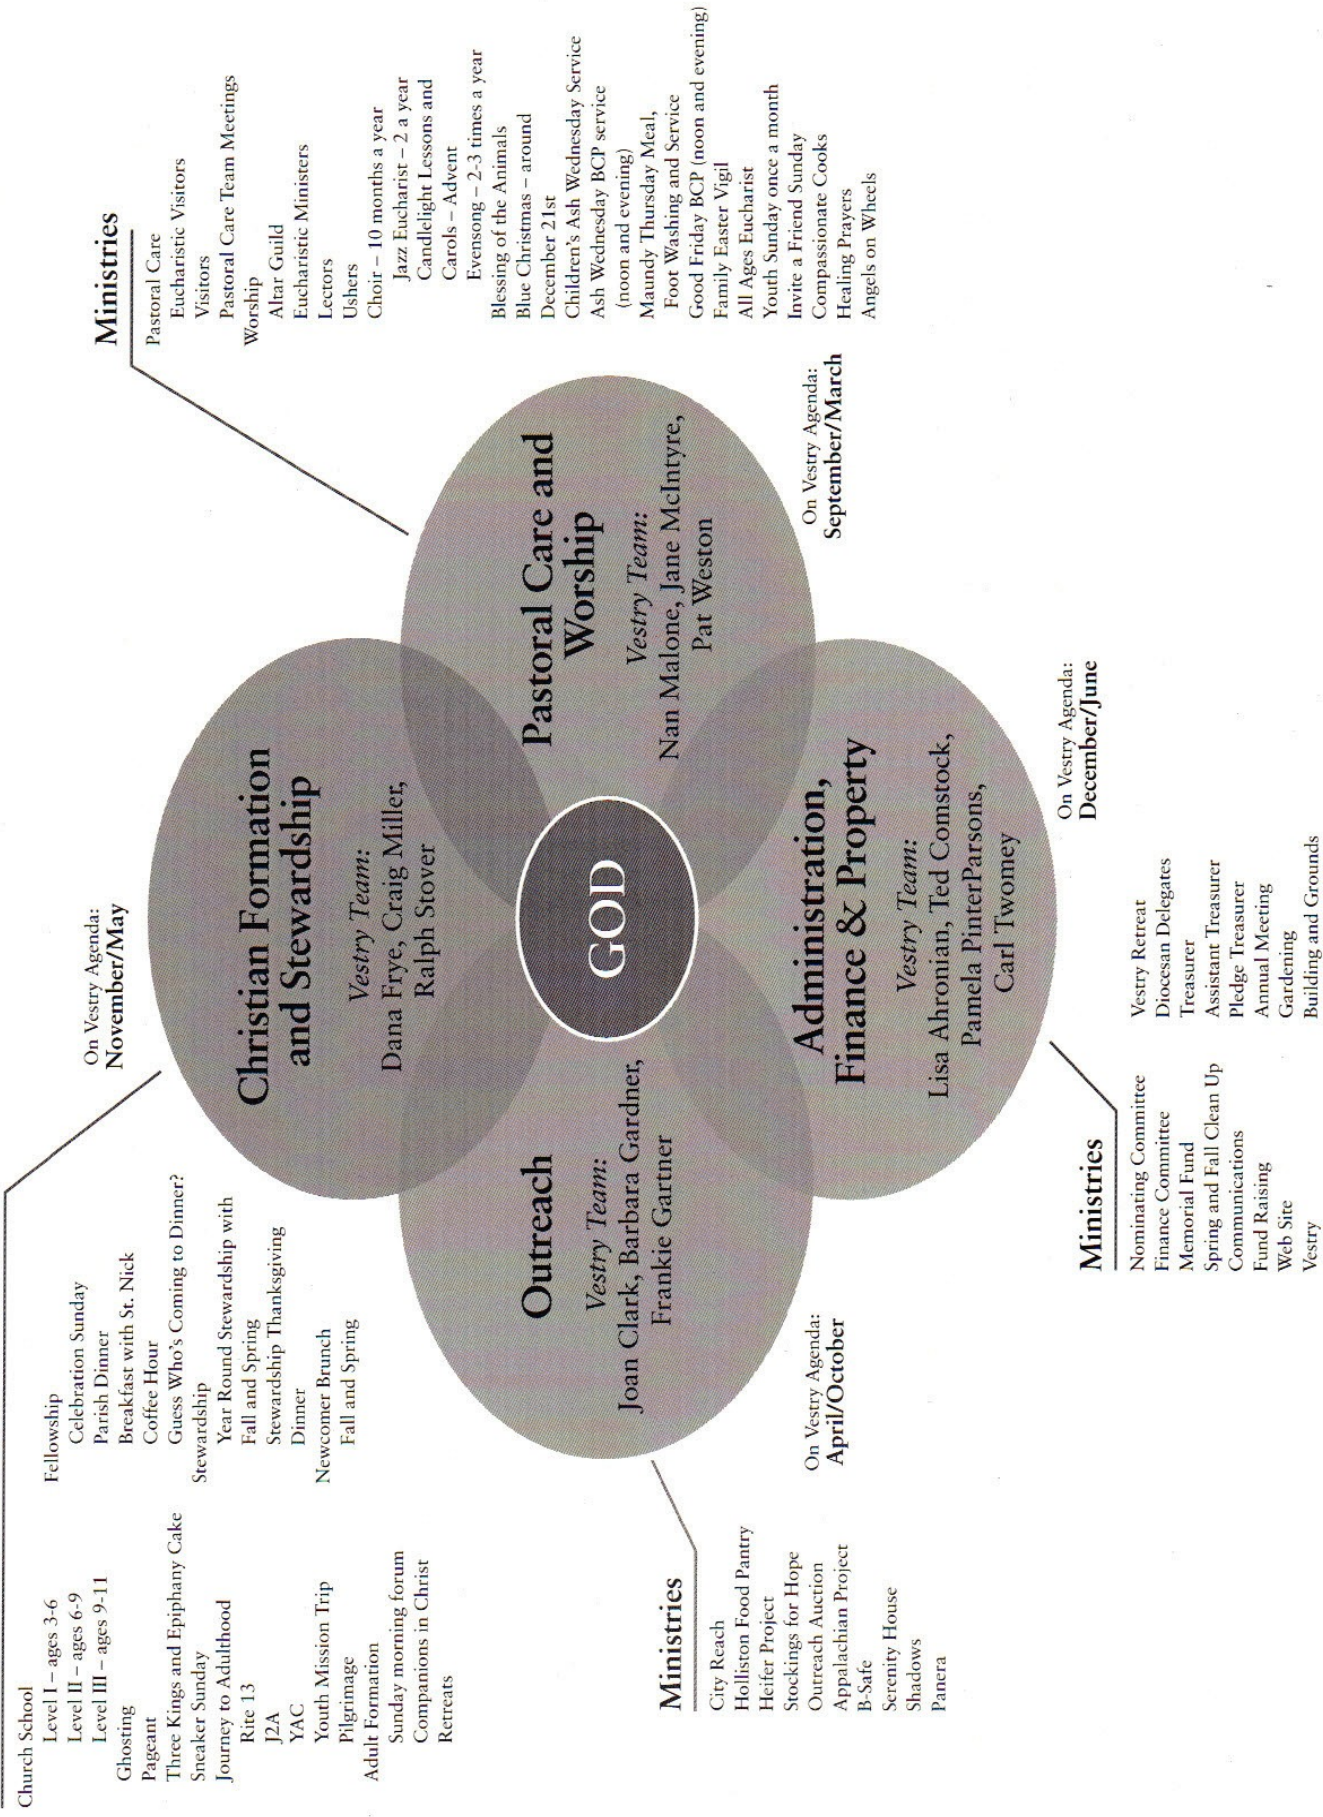 Church School
Level I – ages 3-6
Level II – ages 6-9
Level III – ages 9-11
Ghosting
Pageant
Three Kings and Epiphany Cake
Sneaker Sunday
Journey to Adulthood
Rite 13
J2A
YAC
Youth Mission Trip
Pilgrimage
Adult Formation
Sunday morning forum
Companions in Christ
Retreats
Fellowship
Celebration Sunday
Parish Dinner
Breakfast with St. Nick
Coffee Hour
Guess Who's Coming to Dinner?
Stewardship
Year Round Stewardship with
Fall and Spring
Stewardship Thanksgiving
Dinner
Newcomer Brunch
Fall and Spring
On Vestry Agenda:
November/May
Christian Formation
and Stewardship
Vestry Team:
Dana Frye, Craig Miller,
Ralph Stover
Ministries
Pastoral Care
Eucharistic Visitors
Visitors
Pastoral Care Team Meetings
Worship
Altar Guild
Eucharistic Ministers
Lectors
Ushers
Choir – 10 months a year
Jazz Eucharist – 2 a year
Candlelight Lessons and
Carols – Advent
Evensong – 2-3 times a year
Blessing of the Animals
Blue Christmas – around
December 21st
Children's Ash Wednesday Service
Ash Wednesday BCP service
(noon and evening)
Maundy Thursday Meal,
Foot Washing and Service
Good Friday BCP (noon and evening)
Family Easter Vigil
All Ages Eucharist
Youth Sunday once a month
Invite a Friend Sunday
Compassionate Cooks
Healing Prayers
Angels on Wheels
Outreach
Vestry Team:
Joan Clark, Barbara Gardner,
Frankie Gartner
GOD
Pastoral Care and
Worship
Vestry Team:
Nan Malone, Jane McIntyre,
Pat Weston
On Vestry Agenda:
September/March
Ministries
City Reach
Holliston Food Pantry
Heifer Project
Stockings for Hope
Outreach Auction
Appalachian Project
B-Safe
Serenity House
Shadows
Panera
On Vestry Agenda:
April/October
Administration,
Finance & Property
Vestry Team:
Lisa Ahronian, Ted Comstock,
Pamela PinterParsons,
Carl Twomey
On Vestry Agenda:
December/June
Ministries
Nominating Committee
Finance Committee
Memorial Fund
Spring and Fall Clean Up
Communications
Fund Raising
Web Site
Vestry
Vestry Retreat
Diocesan Delegates
Treasurer
Assistant Treasurer
Pledge Treasurer
Annual Meeting
Gardening
Building and Grounds